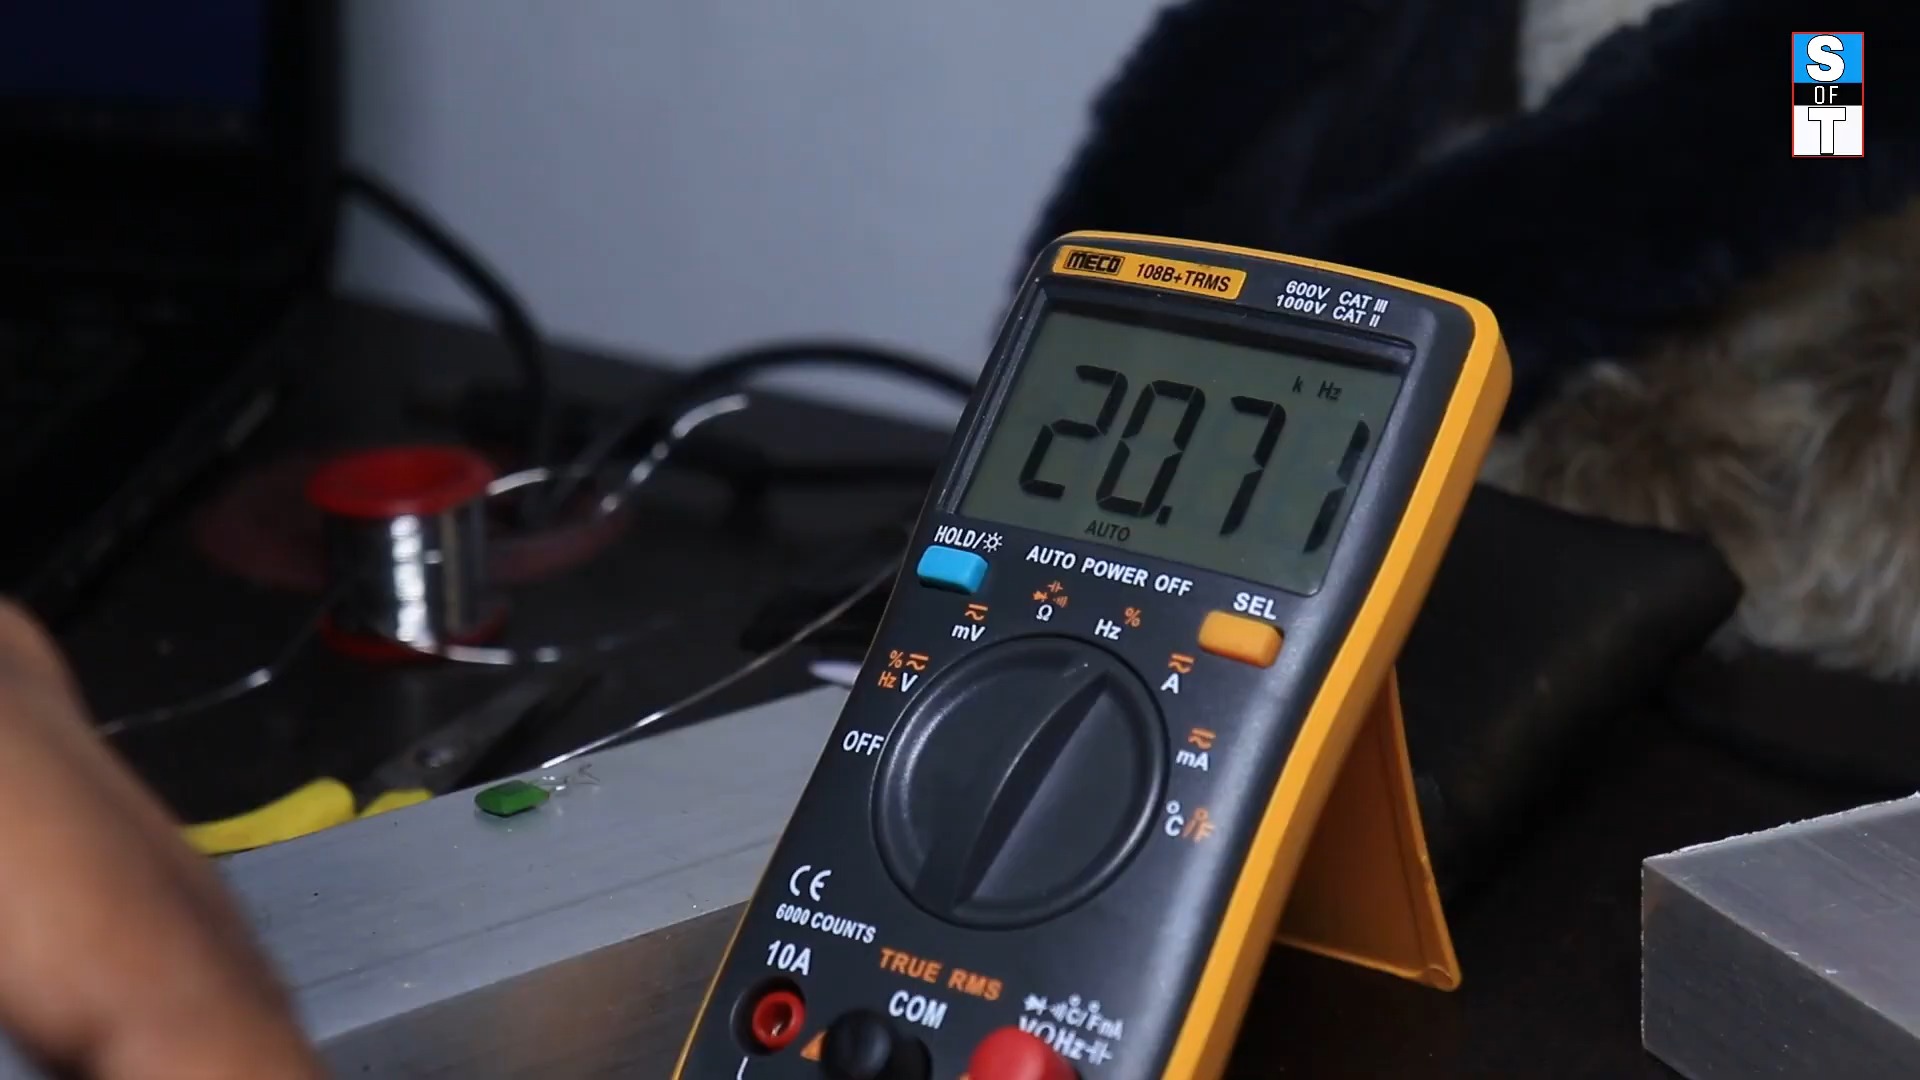 S
OF
T
MECO 108B+TRMS
600V CAT III
1000V CAT II
k Hz
20.71
AUTO
HOLD/
AUTO POWER OFF
SEL
mV
Ω
Hz %
% Hz V
A
OFF
mA
°C/°F
CE
6000 COUNTS
10A
TRUE RMS
COM
VΩHz